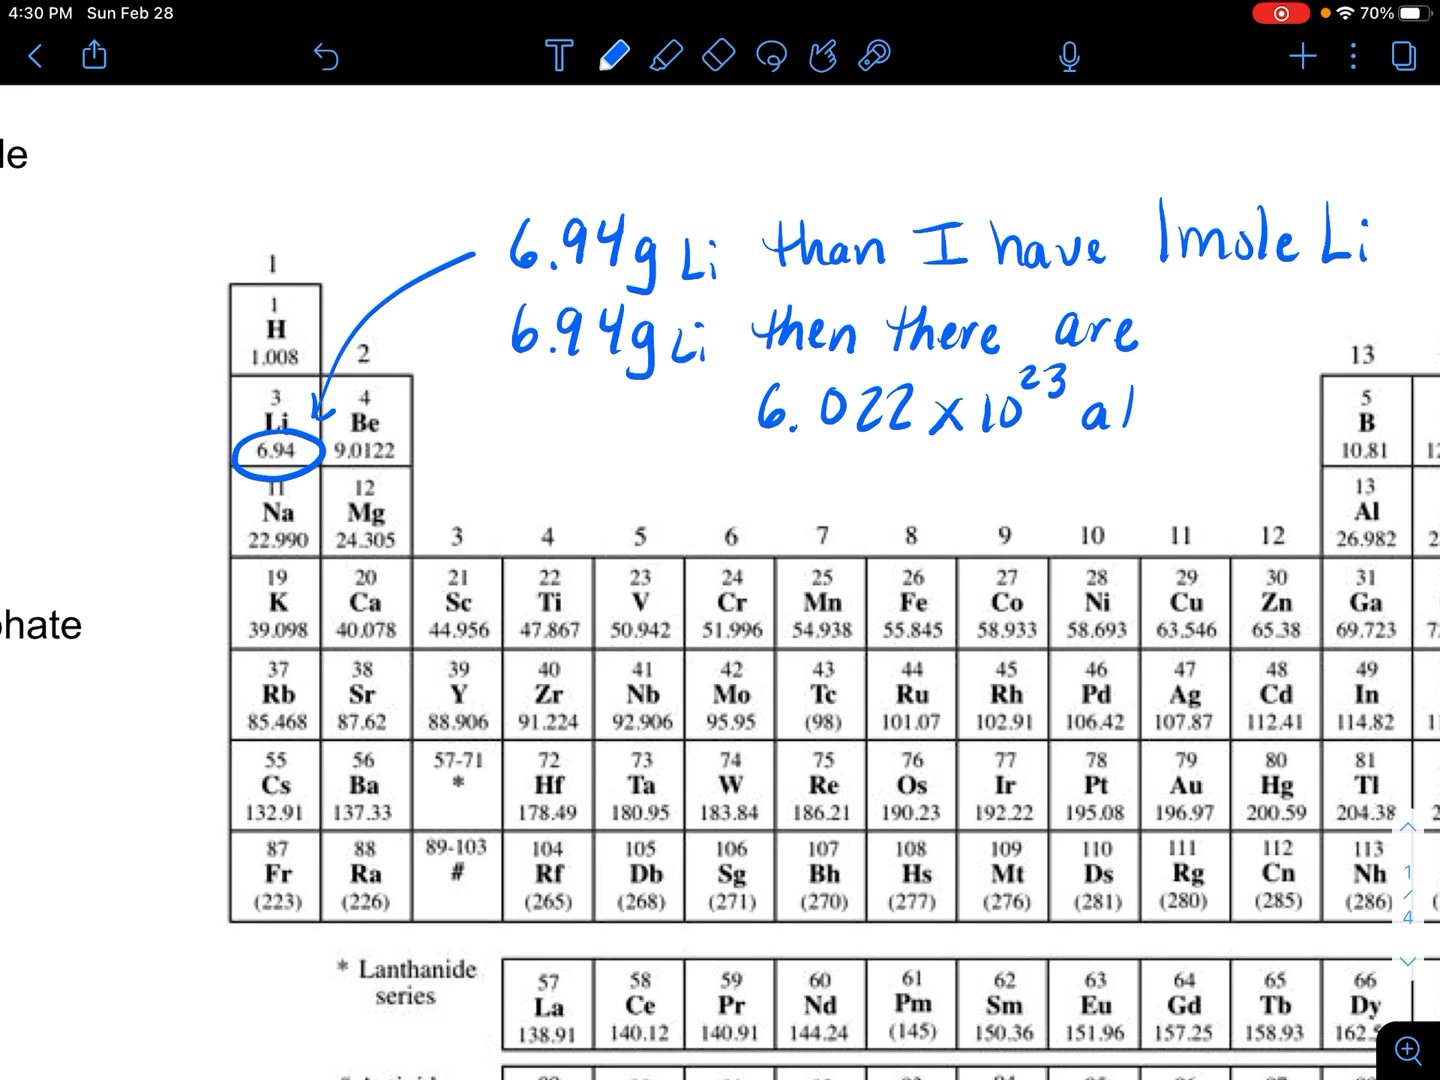 4:30 PM Sun Feb 28
70%
le
6.94g Li than I have 1mole Li
6.94g Li then there are
6.022 x 10^23 at
phate
1
2
13
1
H
1.008
3
Li
6.94
4
Be
9.0122
5
B
10.81
11
Na
22.990
12
Mg
24.305
3 4 5 6 7 8 9 10 11 12
13
Al
26.982
19 20 21 22 23 24 25 26 27 28 29 30 31
K Ca Sc Ti V Cr Mn Fe Co Ni Cu Zn Ga
39.098 40.078 44.956 47.867 50.942 51.996 54.938 55.845 58.933 58.693 63.546 65.38 69.723
37 38 39 40 41 42 43 44 45 46 47 48 49
Rb Sr Y Zr Nb Mo Tc Ru Rh Pd Ag Cd In
85.468 87.62 88.906 91.224 92.906 95.95 (98) 101.07 102.91 106.42 107.87 112.41 114.82
55 56 57-71 72 73 74 75 76 77 78 79 80 81
Cs Ba * Hf Ta W Re Os Ir Pt Au Hg Tl
132.91 137.33 178.49 180.95 183.84 186.21 190.23 192.22 195.08 196.97 200.59 204.38
87 88 89-103 104 105 106 107 108 109 110 111 112 113
Fr Ra # Rf Db Sg Bh Hs Mt Ds Rg Cn Nh
(223) (226) (265) (268) (271) (270) (277) (276) (281) (280) (285) (286)
1/4
* Lanthanide
series
57 58 59 60 61 62 63 64 65 66
La Ce Pr Nd Pm Sm Eu Gd Tb Dy
138.91 140.12 140.91 144.24 (145) 150.36 151.96 157.25 158.93